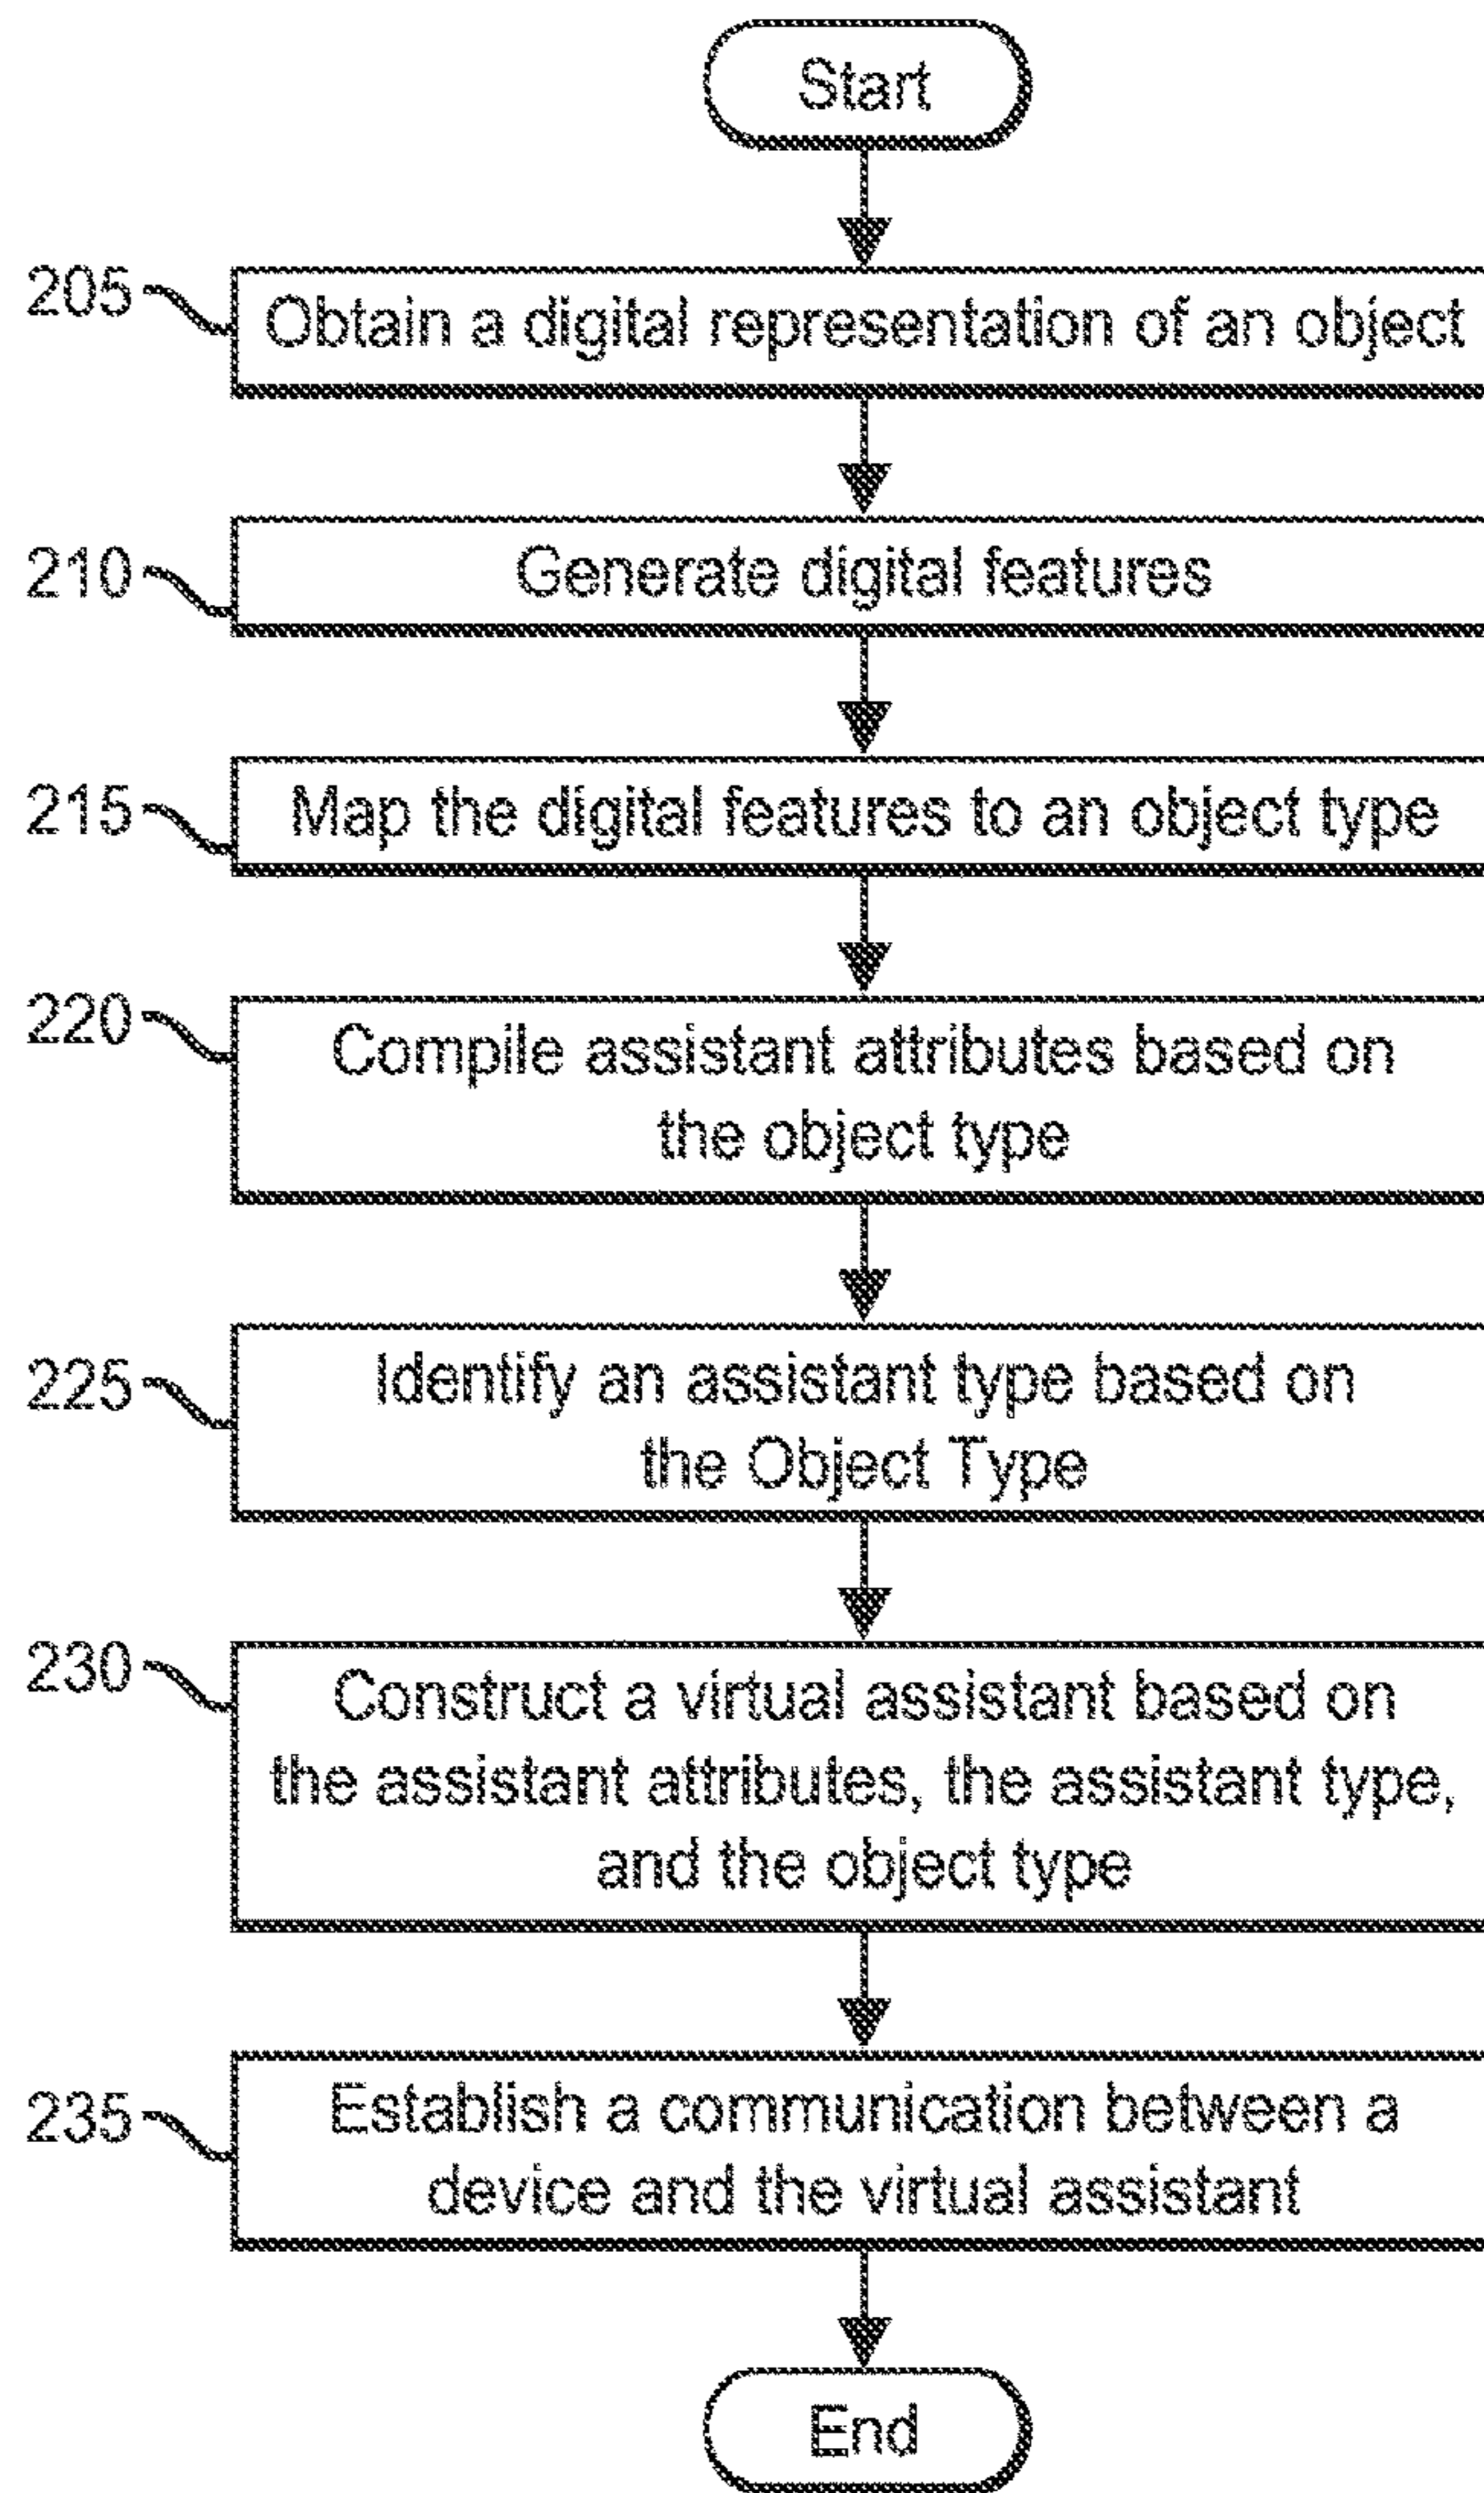 Start
205
Obtain a digital representation of an object
210
Generate digital features
215
Map the digital features to an object type
220
Compile assistant attributes based on
the object type
225
Identify an assistant type based on
the Object Type
230
Construct a virtual assistant based on
the assistant attributes, the assistant type,
and the object type
235
Establish a communication between a
device and the virtual assistant
End